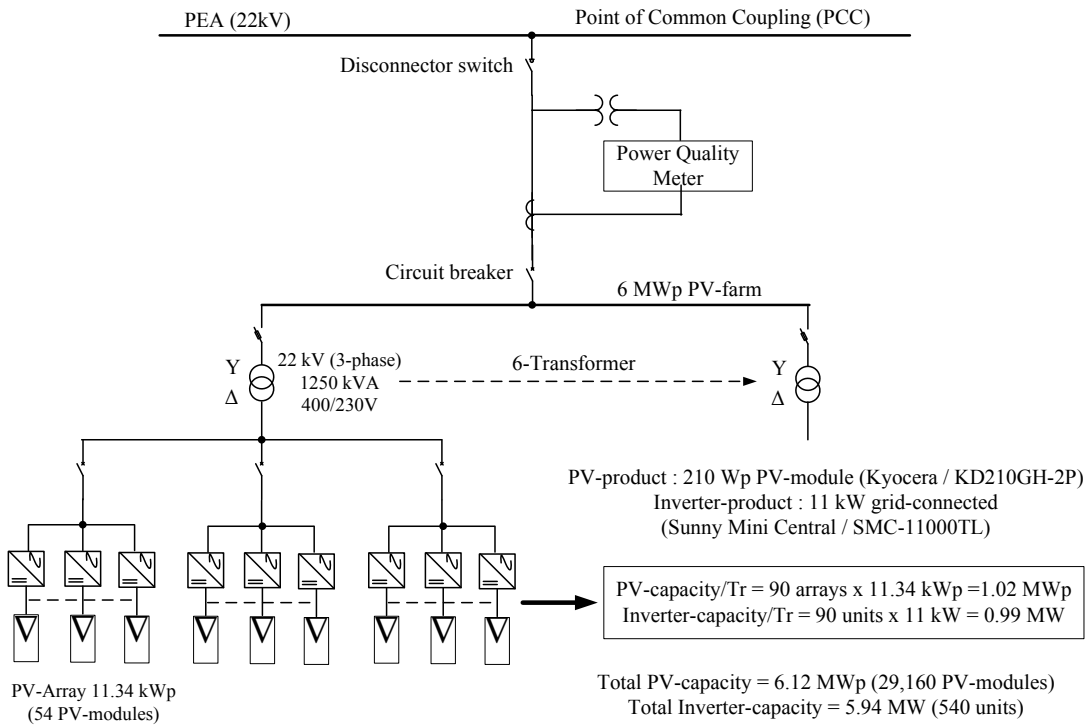 PEA (22kV)
Point of Common Coupling (PCC)
Disconnector switch
Power Quality
Meter
Circuit breaker
6 MWp PV-farm
Y
Δ
22 kV (3-phase)
1250 kVA
400/230V
6-Transformer
Y
Δ
PV-product : 210 Wp PV-module (Kyocera / KD210GH-2P)
Inverter-product : 11 kW grid-connected
(Sunny Mini Central / SMC-11000TL)
PV-capacity/Tr = 90 arrays x 11.34 kWp =1.02 MWp
Inverter-capacity/Tr = 90 units x 11 kW = 0.99 MW
PV-Array 11.34 kWp
(54 PV-modules)
Total PV-capacity = 6.12 MWp (29,160 PV-modules)
Total Inverter-capacity = 5.94 MW (540 units)